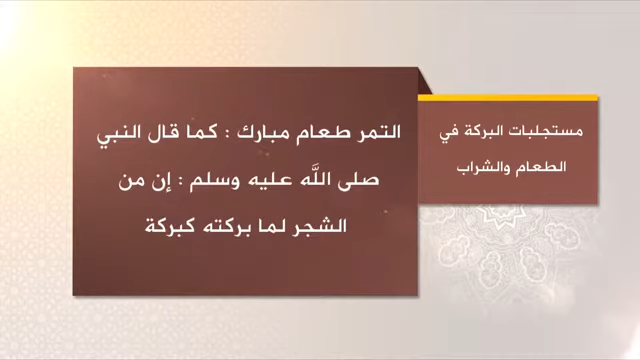 مستجلبات البركة في
الطعام والشراب
التمر طعام مبارك : كما قال النبي
صلى اللَّه عليه وسلم : إن من
الشجر لما بركته كبركة